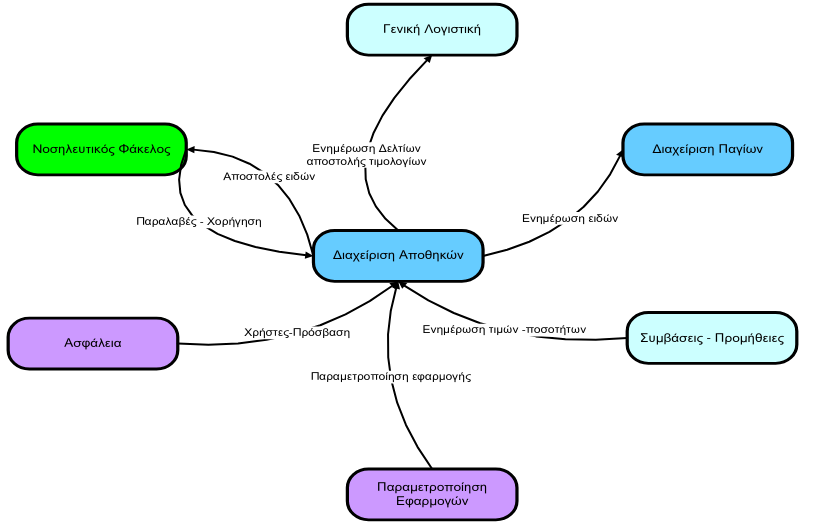 Γενική Λογιστική
Νοσηλευτικός Φάκελος
Ενημέρωση Δελτίων
αποστολής τιμολογίων
Διαχείριση Παγίων
Αποστολές ειδών
Παραλαβές - Χορήγηση
Ενημέρωση ειδών
Διαχείριση Αποθηκών
Ασφάλεια
Χρήστες-Πρόσβαση
Ενημέρωση τιμών -ποσοτήτων
Συμβάσεις - Προμήθειες
Παραμετροποίηση εφαρμογής
Παραμετροποίηση
Εφαρμογών